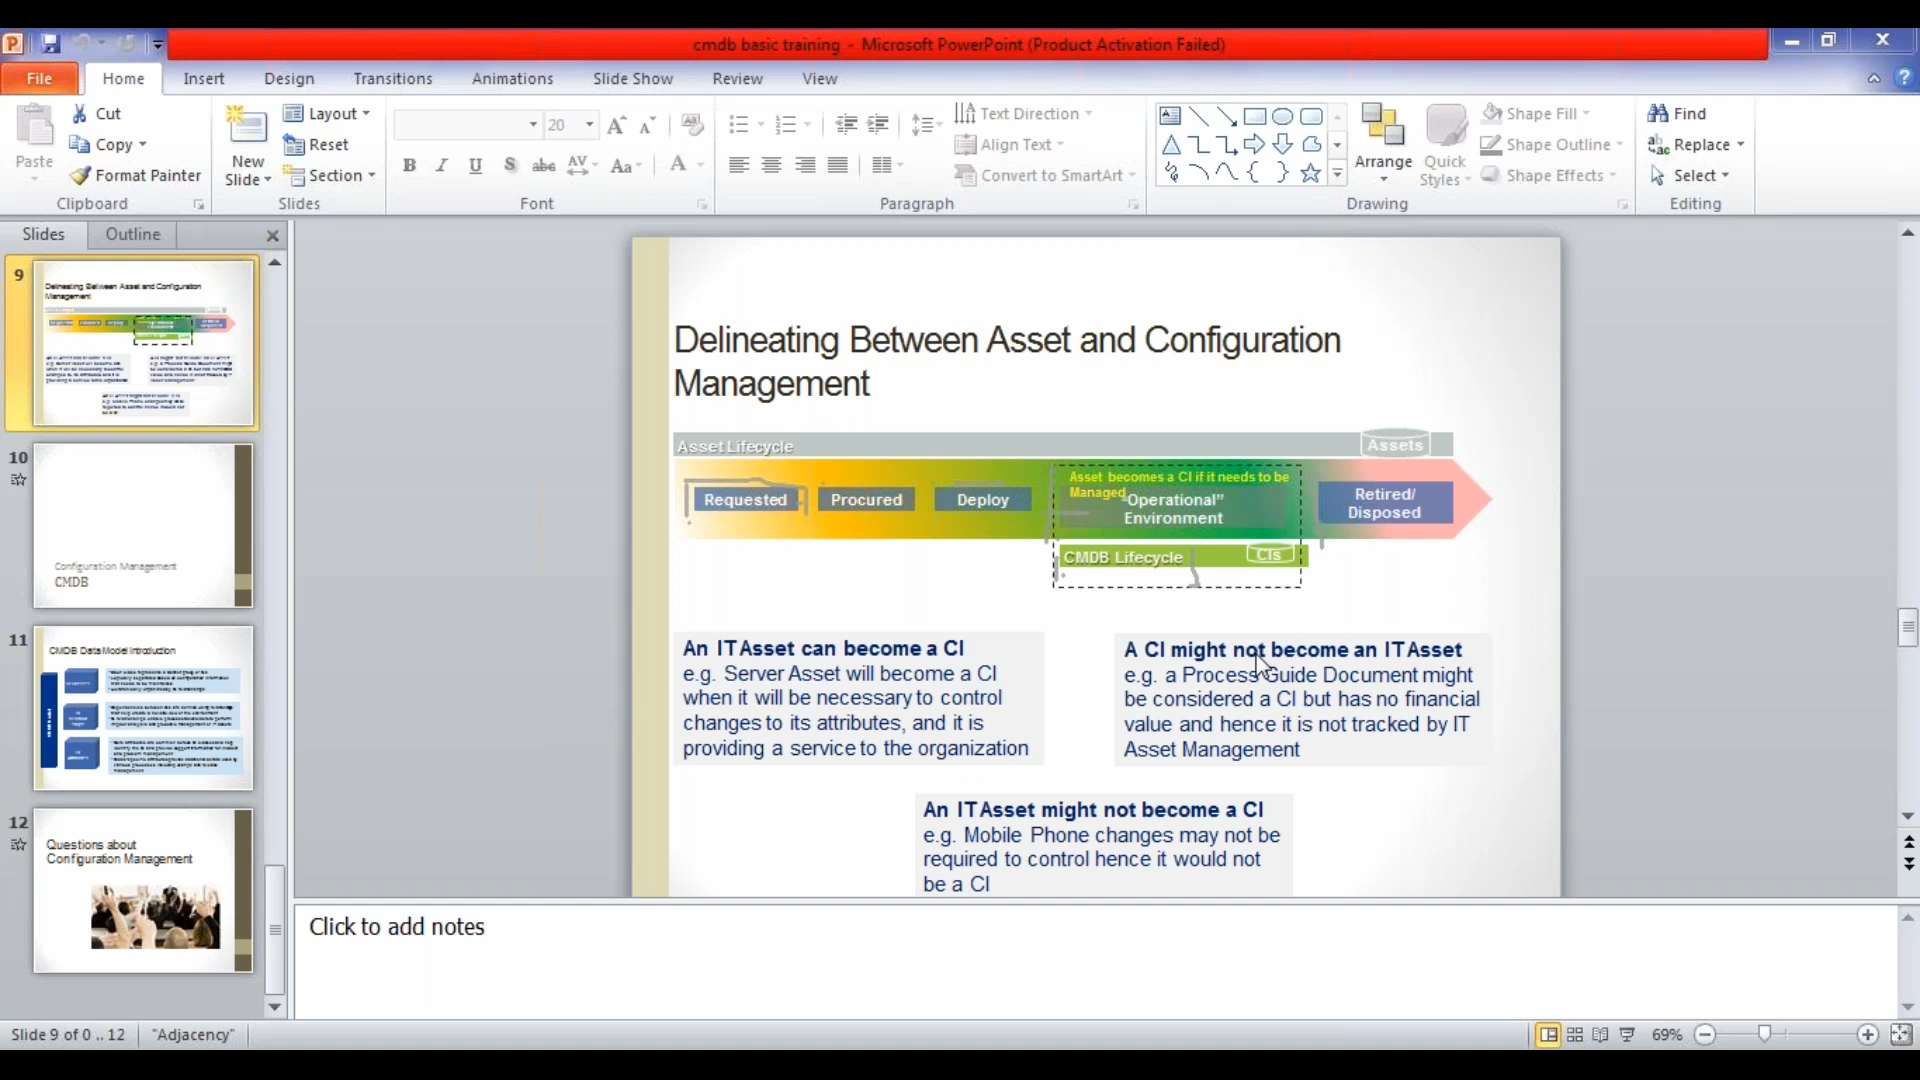 cmdb basic training - Microsoft PowerPoint (Product Activation Failed)
File Home Insert Design Transitions Animations Slide Show Review View
Paste
Cut
Copy
Format Painter
Clipboard
New Slide
Layout
Reset
Section
Slides
20
Font
Text Direction
Align Text
Convert to SmartArt
Paragraph
Arrange
Quick Styles
Shape Fill
Shape Outline
Shape Effects
Drawing
Find
Replace
Select
Editing
Slides Outline
9
Delineating Between Asset and Configuration
Management
10
Configuration Management
CMDB
11
CMDB Data Model Introduction
12
Questions about
Configuration Management
Delineating Between Asset and Configuration
Management
Asset Lifecycle
Assets
Requested
Procured
Deploy
Asset becomes a CI if it needs to be
Managed
"Operational"
Environment
Retired/
Disposed
CMDB Lifecycle
CIs
An IT Asset can become a CI
e.g. Server Asset will become a CI
when it will be necessary to control
changes to its attributes, and it is
providing a service to the organization
A CI might not become an IT Asset
e.g. a Process Guide Document might
be considered a CI but has no financial
value and hence it is not tracked by IT
Asset Management
An IT Asset might not become a CI
e.g. Mobile Phone changes may not be
required to control hence it would not
be a CI
Click to add notes
Slide 9 of 0 .. 12
"Adjacency"
69%